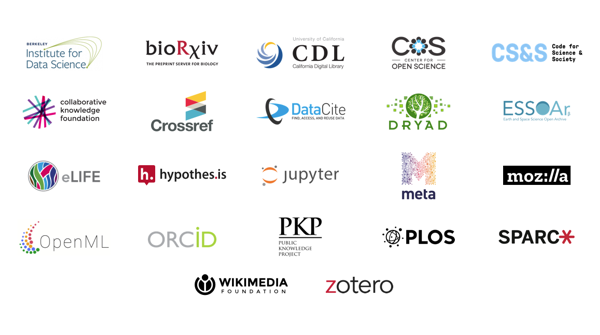 BERKELEY
Institute for
Data Science
bioRxiv
THE PREPRINT SERVER FOR BIOLOGY
University of California
CDL
California Digital Library
COS
CENTER FOR
OPEN SCIENCE
CS&S
Code for
Science &
Society
collaborative
knowledge
foundation
Crossref
DataCite
FIND, ACCESS, AND REUSE DATA
DRYAD
ESSOAr
Earth and Space Science Open Archive
eLIFE
h.
hypothes.is
jupyter
M
meta
moz://a
OpenML
ORCID
PKP
PUBLIC
KNOWLEDGE
PROJECT
PLOS
SPARC
WIKIMEDIA
FOUNDATION
zotero